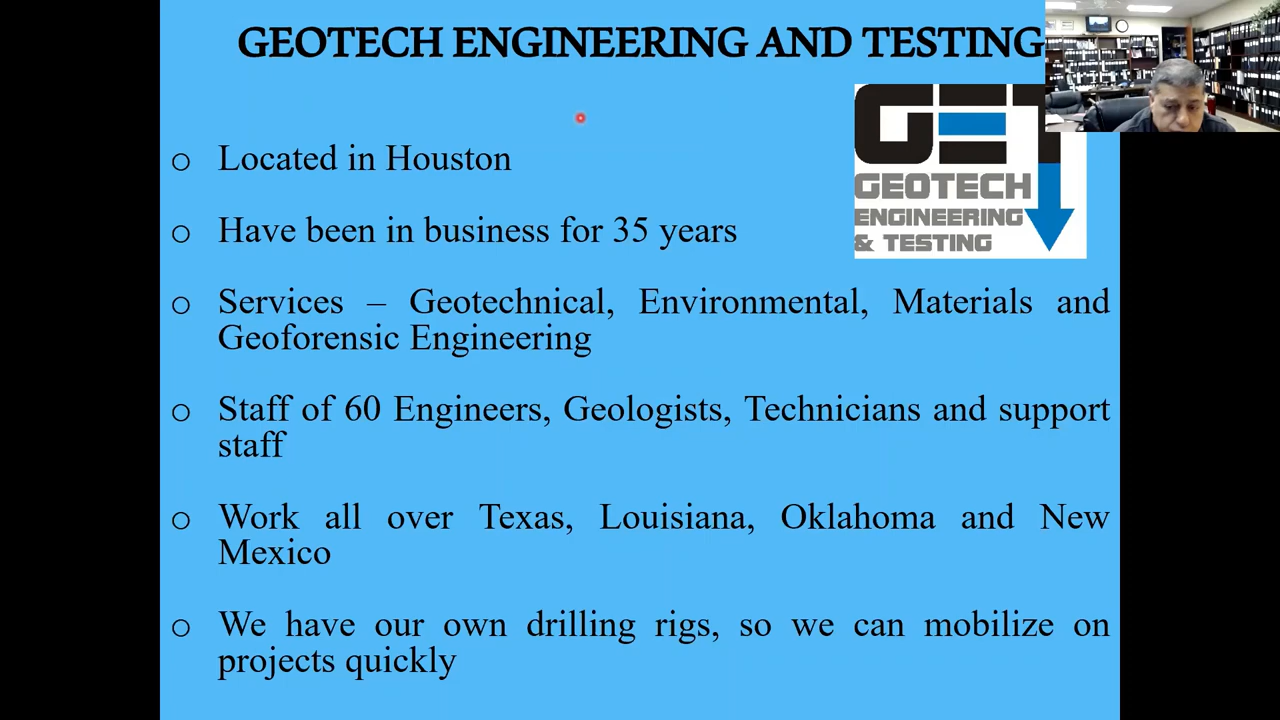 GEOTECH ENGINEERING AND TESTING
GET
GEOTECH
ENGINEERING
& TESTING
o Located in Houston
o Have been in business for 35 years
o Services – Geotechnical, Environmental, Materials and
Geoforensic Engineering
o Staff of 60 Engineers, Geologists, Technicians and support
staff
o Work all over Texas, Louisiana, Oklahoma and New
Mexico
o We have our own drilling rigs, so we can mobilize on
projects quickly